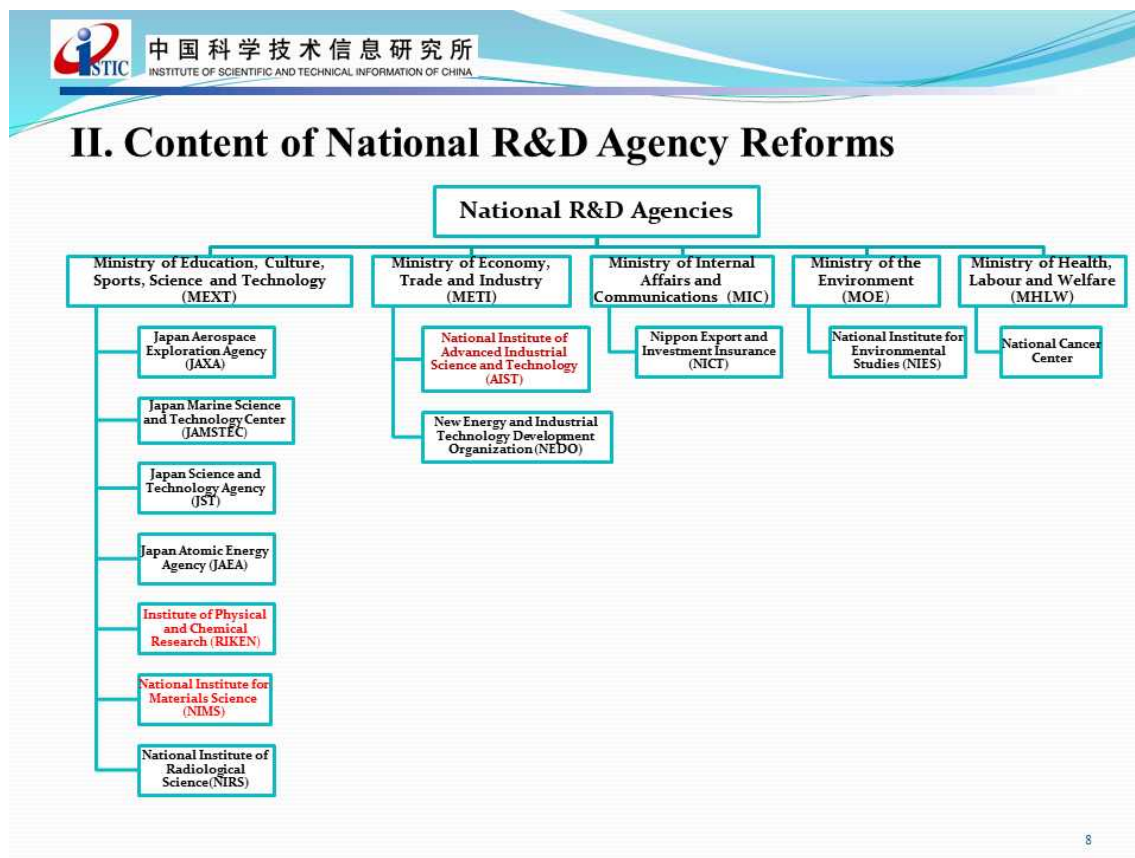 iSTIC
中国科学技术信息研究所
INSTITUTE OF SCIENTIFIC AND TECHNICAL INFORMATION OF CHINA
II. Content of National R&D Agency Reforms
National R&D Agencies
Ministry of Education, Culture,
Sports, Science and Technology
(MEXT)
Japan Aerospace
Exploration Agency
(JAXA)
Japan Marine Science
and Technology Center
(JAMSTEC)
Japan Science and
Technology Agency
(JST)
Japan Atomic Energy
Agency (JAEA)
Institute of Physical
and Chemical
Research (RIKEN)
National Institute for
Materials Science
(NIMS)
National Institute of
Radiological
Science(NIRS)
Ministry of Economy,
Trade and Industry
(METI)
National Institute of
Advanced Industrial
Science and Technology
(AIST)
New Energy and Industrial
Technology Development
Organization (NEDO)
Ministry of Internal
Affairs and
Communications (MIC)
Nippon Export and
Investment Insurance
(NICT)
Ministry of the
Environment
(MOE)
National Institute for
Environmental
Studies (NIES)
Ministry of Health,
Labour and Welfare
(MHLW)
National Cancer
Center
8